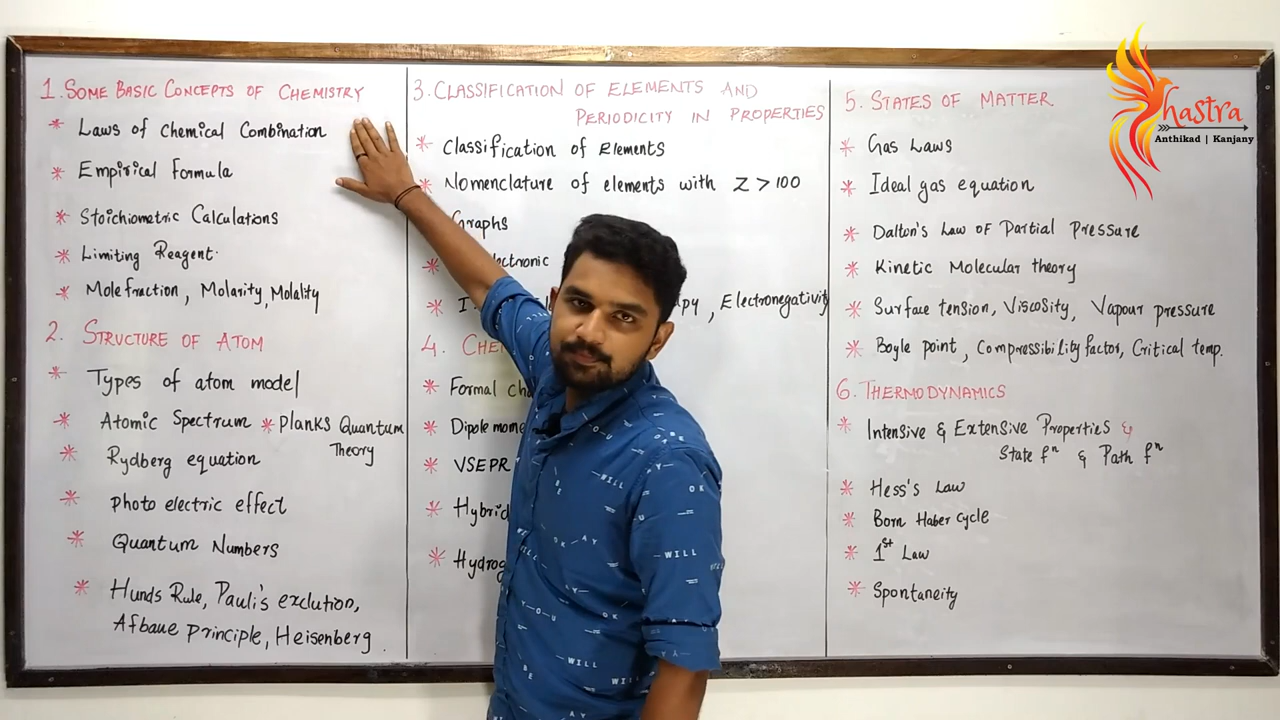 1. SOME BASIC CONCEPTS OF CHEMISTRY
* Laws of Chemical Combination
* Empirical Formula
* Stoichiometric Calculations
* Limiting Reagent.
* Mole fraction, Molarity, Molality
2. STRUCTURE OF ATOM
* Types of atom model
* Atomic Spectrum * Planks Quantum
Theory
* Rydberg equation
* Photo electric effect
* Quantum Numbers
* Hunds Rule, Pauli's exclution,
Afbaue principle, Heisenberg.
3. CLASSIFICATION OF ELEMENTS AND
PERIODICITY IN PROPERTIES
* Classification of Elements
* Nomenclature of elements with Z > 100
Graphs
*
* , Electronegativity
4.
* Formal
* Dipole
* VSEPR
*
*
5. STATES OF MATTER
* Gas Laws
* Ideal gas equation
* Dalton's Law of Partial Pressure
* Kinetic Molecular theory
* Surface tension, Viscosity, Vapour pressure
* Boyle point, Compressibility factor, Critical temp.
6. THERMODYNAMICS
* Intensive & Extensive Properties &
State fⁿ & Path fⁿ
* Hess's Law
* Born Haber cycle
* 1st Law
* Spontaneity
hastra
Anthikad | Kanjany
WILL
OK